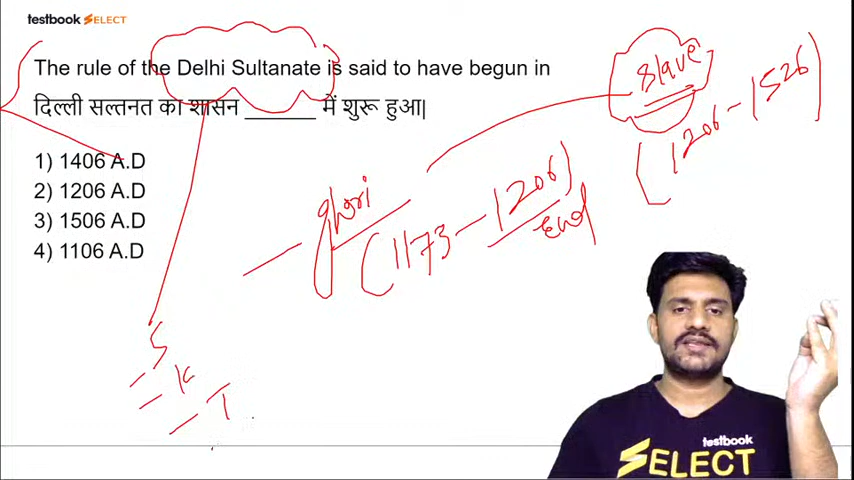 testbook SELECT
The rule of the Delhi Sultanate is said to have begun in
दिल्ली सल्तनत का शासन ______ में शुरू हुआ|
1) 1406 A.D
2) 1206 A.D
3) 1506 A.D
4) 1106 A.D
Slave
(1206-1526)
— ghori
(1173-1206)
End
S
— K
— T
testbook
SELECT